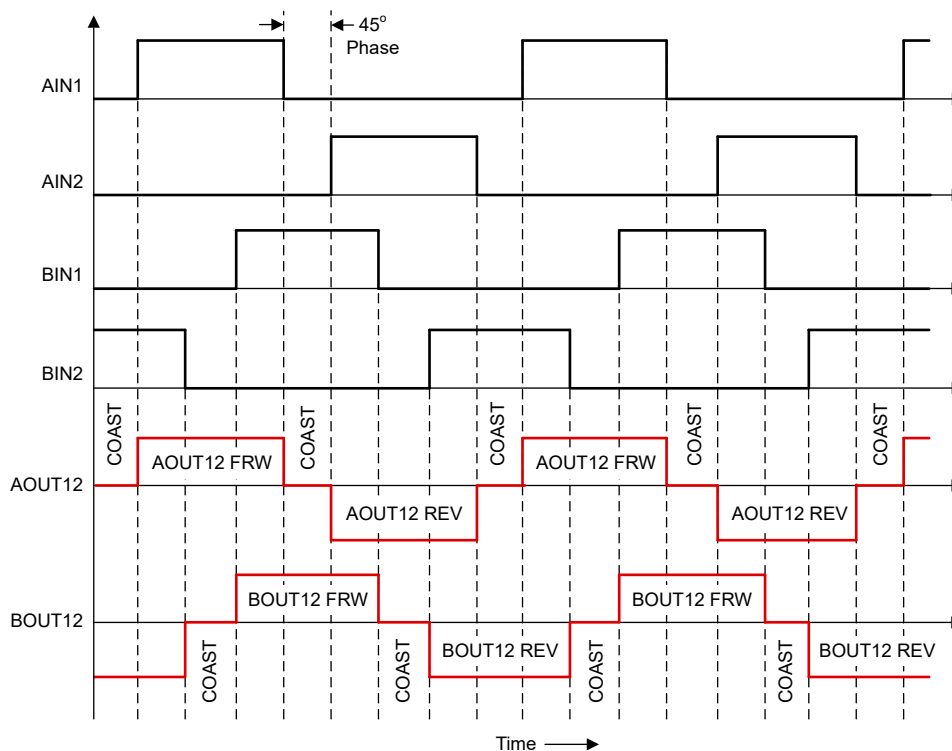 45o
Phase
AIN1
AIN2
BIN1
BIN2
COAST
COAST
COAST
COAST
COAST
AOUT12 FRW
AOUT12 FRW
AOUT12
AOUT12 REV
AOUT12 REV
BOUT12 FRW
BOUT12 FRW
BOUT12
COAST
COAST
COAST
COAST
BOUT12 REV
BOUT12 REV
Time